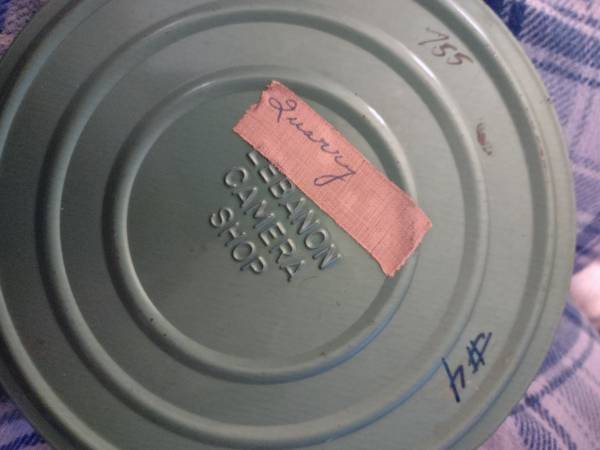 755
Quarry
LEBANON
CAMERA
SHOP
#4